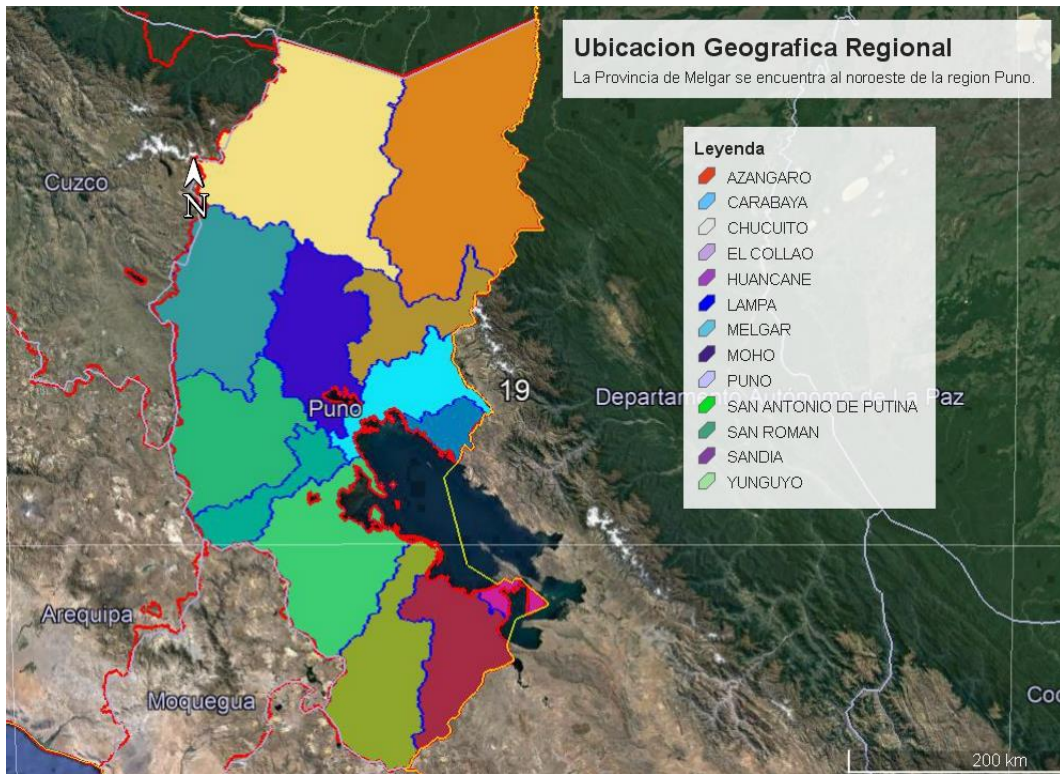 Ubicacion Geografica Regional
La Provincia de Melgar se encuentra al noroeste de la region Puno.
Leyenda
AZANGARO
CARABAYA
CHUCUITO
EL COLLAO
HUANCANE
LAMPA
MELGAR
MOHO
PUNO
SAN ANTONIO DE PUTINA
SAN ROMAN
SANDIA
YUNGUYO
Cuzco
N
Puno
19
Departamento Autónomo de La Paz
Arequipa
Moquegua
Coc
200 km